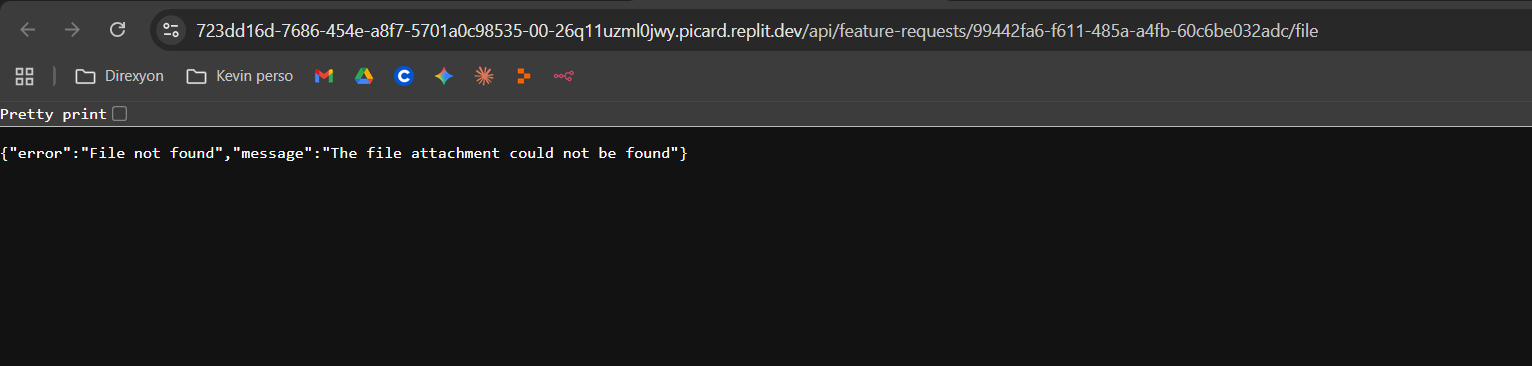 723dd16d-7686-454e-a8f7-5701a0c98535-00-26q11uzml0jwy.picard.replit.dev/api/feature-requests/99442fa6-f611-485a-a4fb-60c6be032adc/file
Direxyon Kevin perso
Pretty print
{"error":"File not found","message":"The file attachment could not be found"}